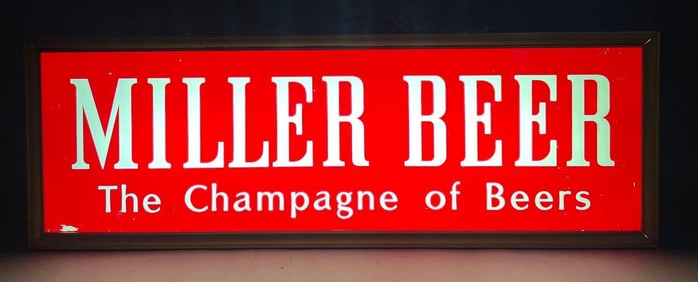 MILLER BEER
The Champagne of Beers